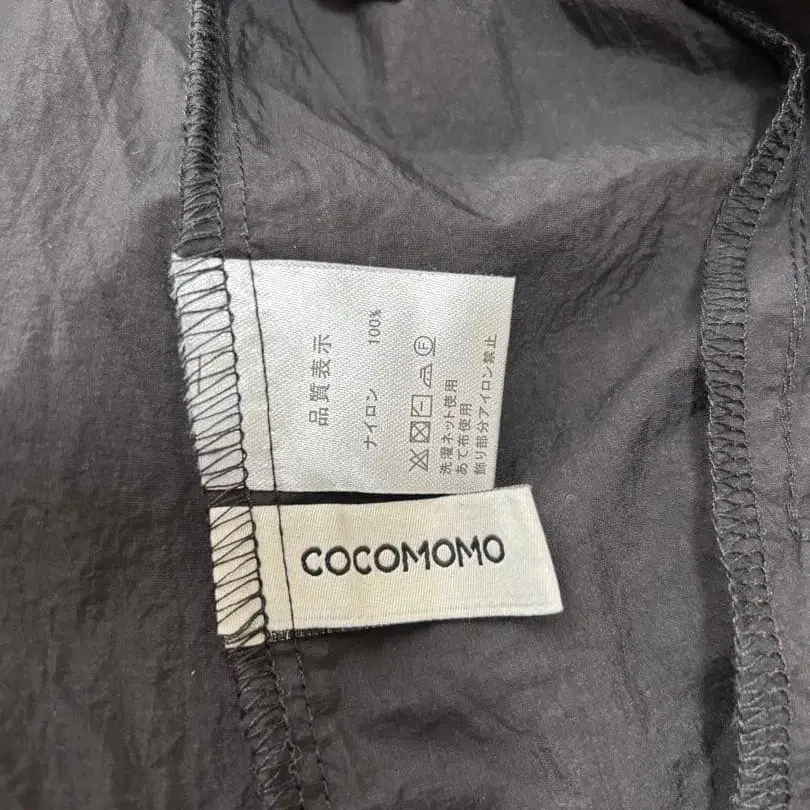 品質表示
ナイロン 100%
Ⓕ
洗濯ネット使用
あて布使用
飾り部分アイロン禁止
COCOMOMO